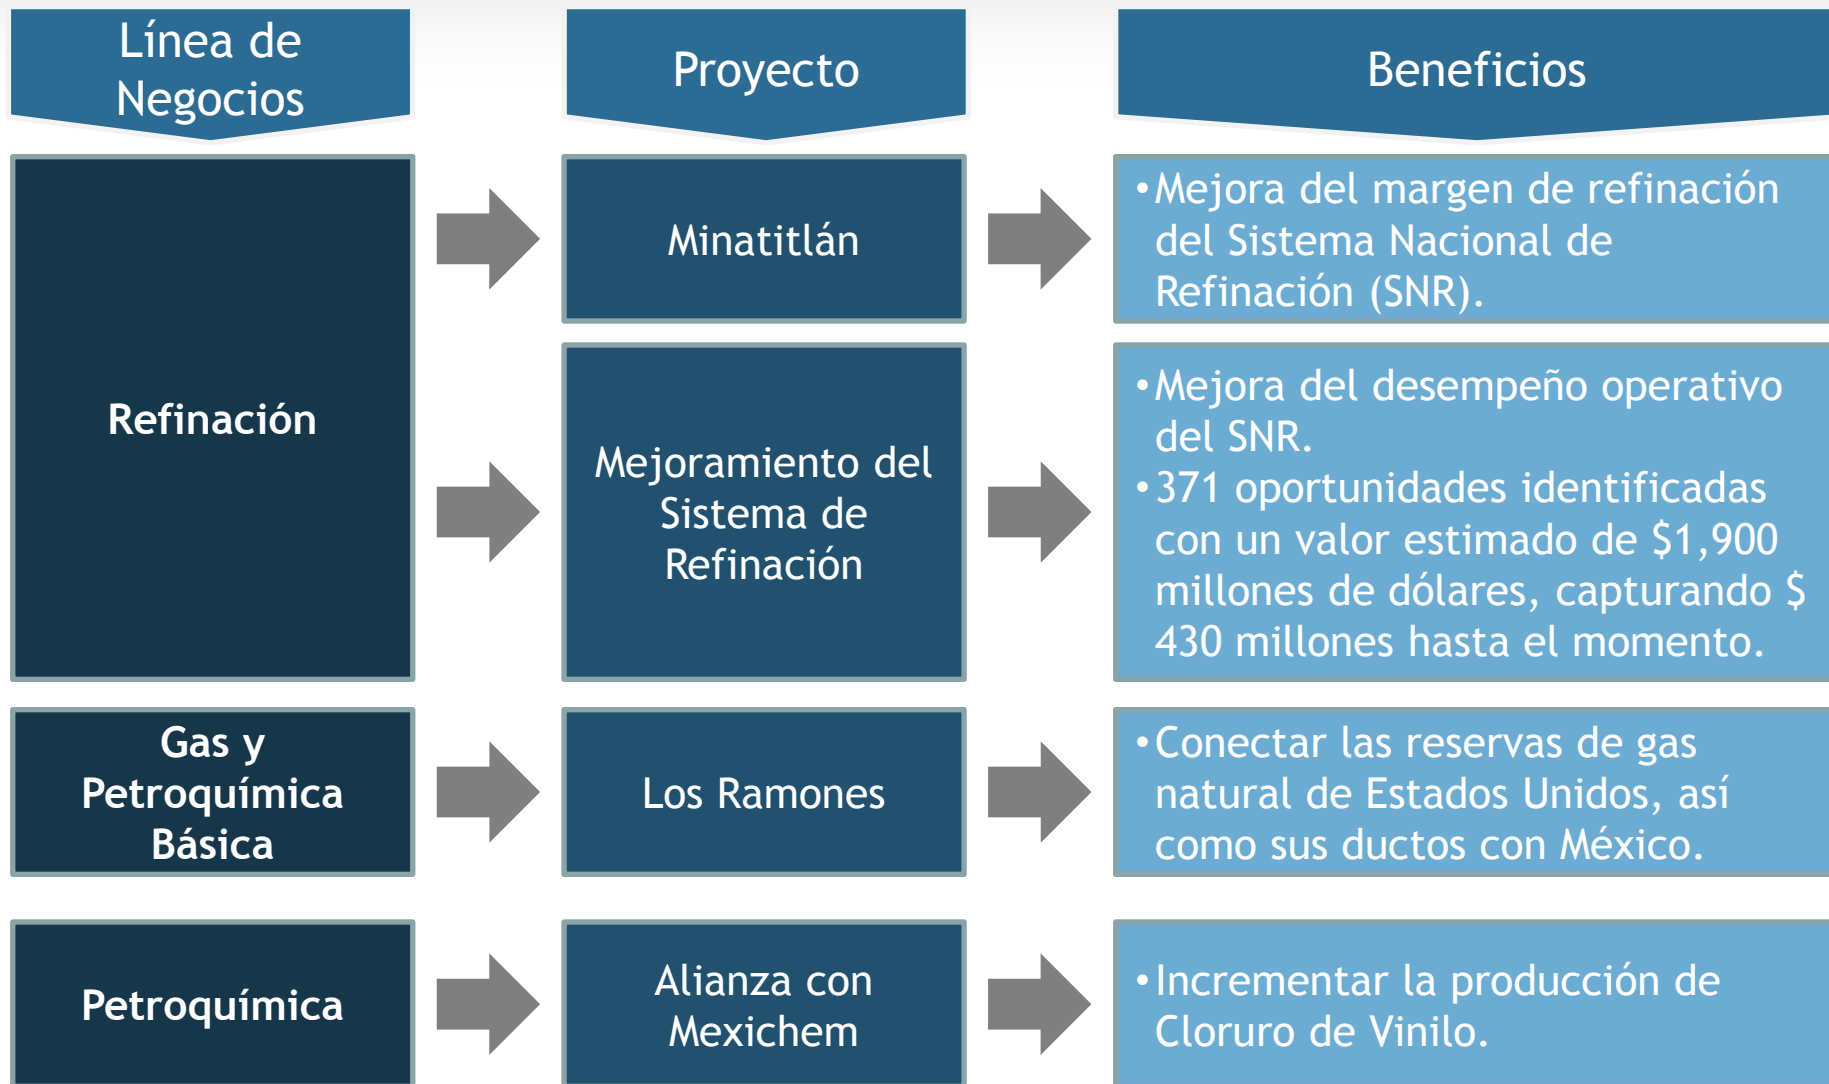 Línea de
Negocios
Proyecto
Beneficios
Refinación
Minatitlán
•Mejora del margen de refinación
del Sistema Nacional de
Refinación (SNR).
Mejoramiento del
Sistema de
Refinación
•Mejora del desempeño operativo
del SNR.
•371 oportunidades identificadas
con un valor estimado de $1,900
millones de dólares, capturando $
430 millones hasta el momento.
Gas y
Petroquímica
Básica
Los Ramones
•Conectar las reservas de gas
natural de Estados Unidos, así
como sus ductos con México.
Petroquímica
Alianza con
Mexichem
•Incrementar la producción de
Cloruro de Vinilo.